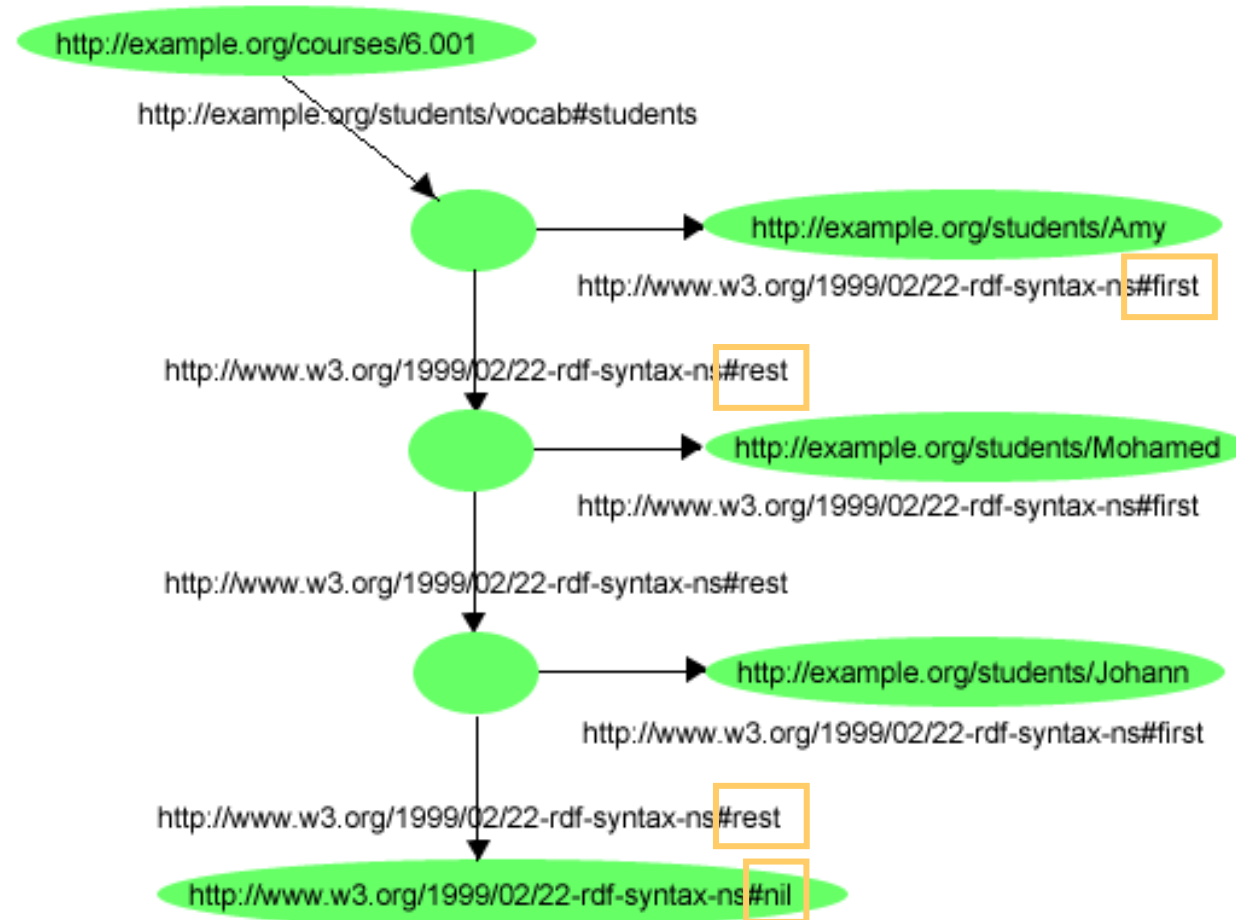 http://example.org/courses/6.001
http://example.org/students/vocab#students
http://example.org/students/Amy
http://www.w3.org/1999/02/22-rdf-syntax-ns#first
http://www.w3.org/1999/02/22-rdf-syntax-ns#rest
http://example.org/students/Mohamed
http://www.w3.org/1999/02/22-rdf-syntax-ns#first
http://www.w3.org/1999/02/22-rdf-syntax-ns#rest
http://example.org/students/Johann
http://www.w3.org/1999/02/22-rdf-syntax-ns#first
http://www.w3.org/1999/02/22-rdf-syntax-ns#rest
http://www.w3.org/1999/02/22-rdf-syntax-ns#nil